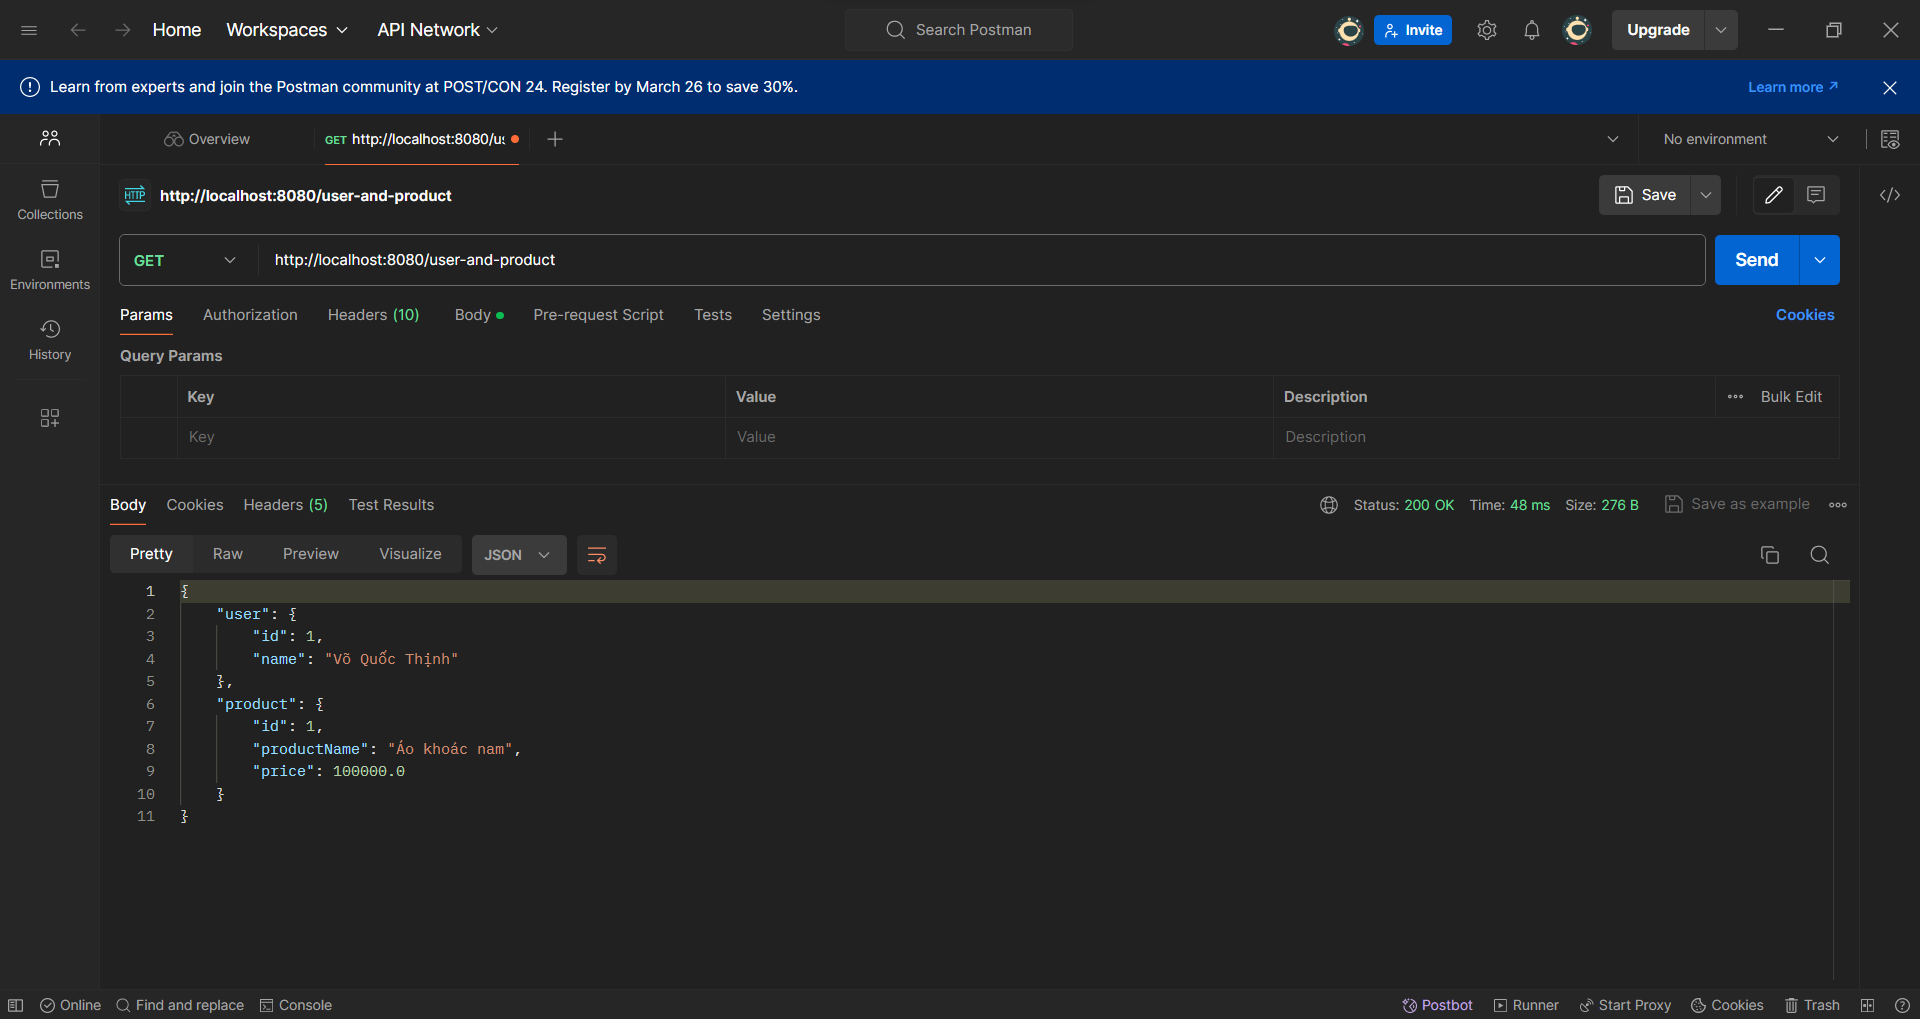 Home Workspaces API Network Search Postman Invite Upgrade
Learn from experts and join the Postman community at POST/CON 24. Register by March 26 to save 30%. Learn more
Overview GET http://localhost:8080/us No environment
HTTP http://localhost:8080/user-and-product Save
Collections
GET http://localhost:8080/user-and-product Send
Environments
Params Authorization Headers (10) Body Pre-request Script Tests Settings Cookies
History
Query Params
Key Value Description Bulk Edit
Key Value Description
Body Cookies Headers (5) Test Results Status: 200 OK Time: 48 ms Size: 276 B Save as example
Pretty Raw Preview Visualize JSON
1 {
2 "user": {
3 "id": 1,
4 "name": "Võ Quốc Thịnh"
5 },
6 "product": {
7 "id": 1,
8 "productName": "Áo khoác nam",
9 "price": 100000.0
10 }
11 }
Online Find and replace Console Postbot Runner Start Proxy Cookies Trash